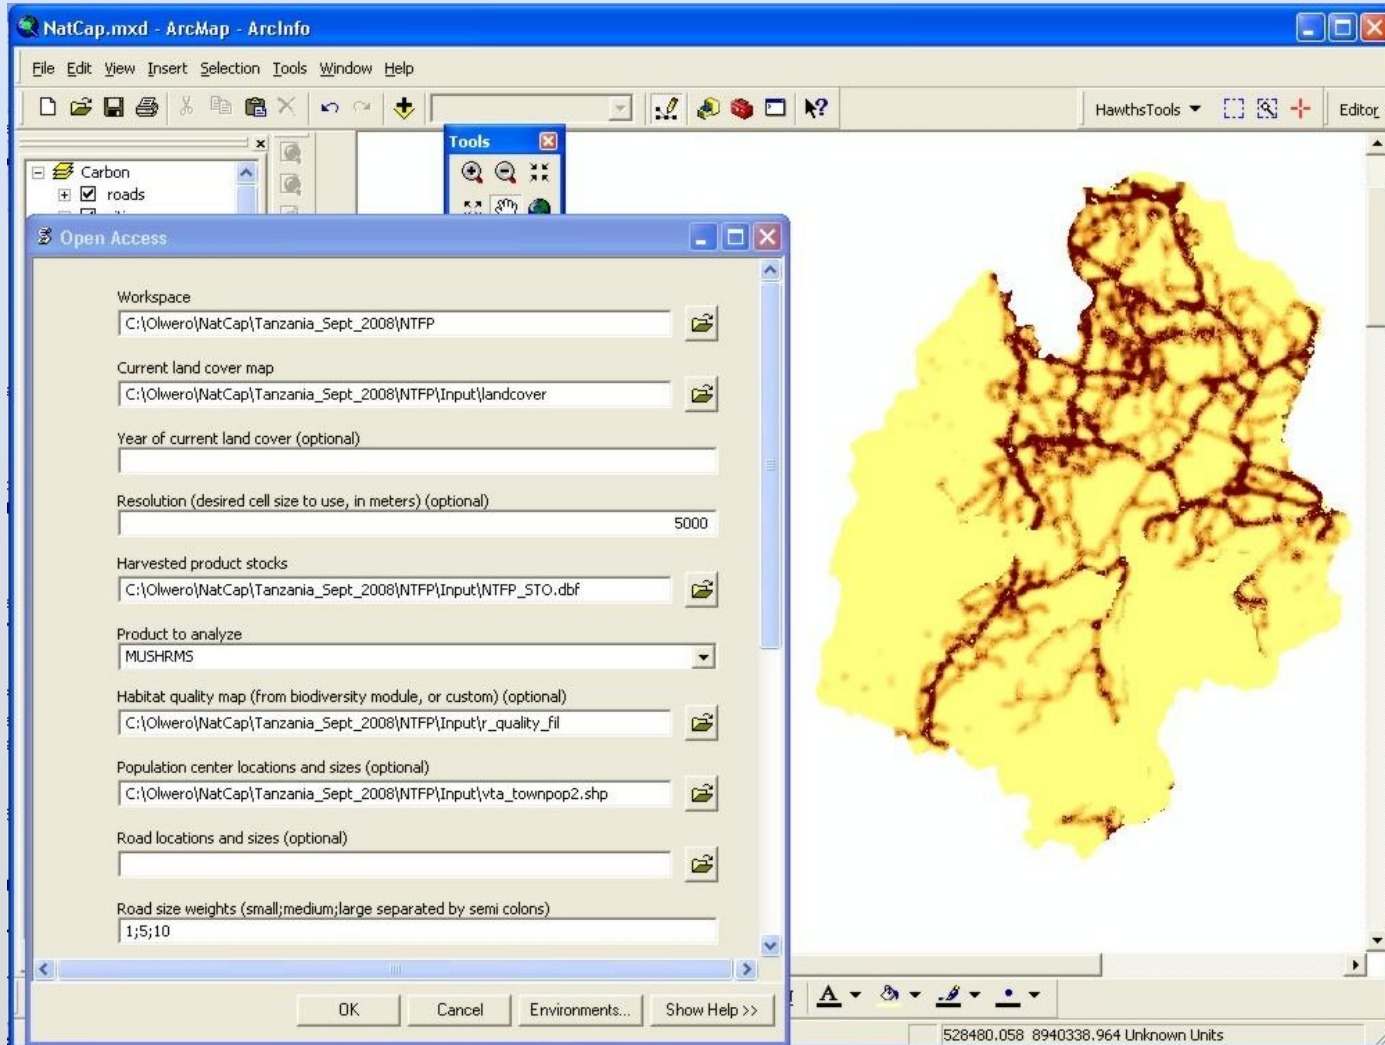 NatCap.mxd - ArcMap - ArcInfo
File Edit View Insert Selection Tools Window Help
HawthsTools
Editor
Tools
Carbon
roads
Open Access
Workspace
C:\Olwero\NatCap\Tanzania_Sept_2008\NTFP
Current land cover map
C:\Olwero\NatCap\Tanzania_Sept_2008\NTFP\Input\landcover
Year of current land cover (optional)
Resolution (desired cell size to use, in meters) (optional)
5000
Harvested product stocks
C:\Olwero\NatCap\Tanzania_Sept_2008\NTFP\Input\NTFP_STO.dbf
Product to analyze
MUSHRMS
Habitat quality map (from biodiversity module, or custom) (optional)
C:\Olwero\NatCap\Tanzania_Sept_2008\NTFP\Input\r_quality_fil
Population center locations and sizes (optional)
C:\Olwero\NatCap\Tanzania_Sept_2008\NTFP\Input\vta_townpop2.shp
Road locations and sizes (optional)
Road size weights (small;medium;large separated by semi colons)
1;5;10
OK Cancel Environments... Show Help >>
A
528480.058 8940338.964 Unknown Units